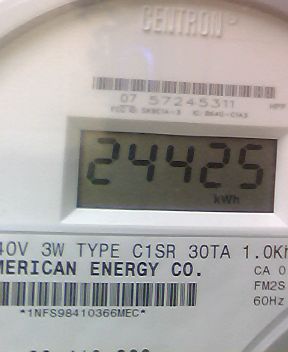 CENTRON
07 57245311
24425
kWh
40V 3W TYPE C1SR 30TA 1.0Kh
MERICAN ENERGY CO.
CA 0
FM2S
60Hz
*1NFS98410366MEC*